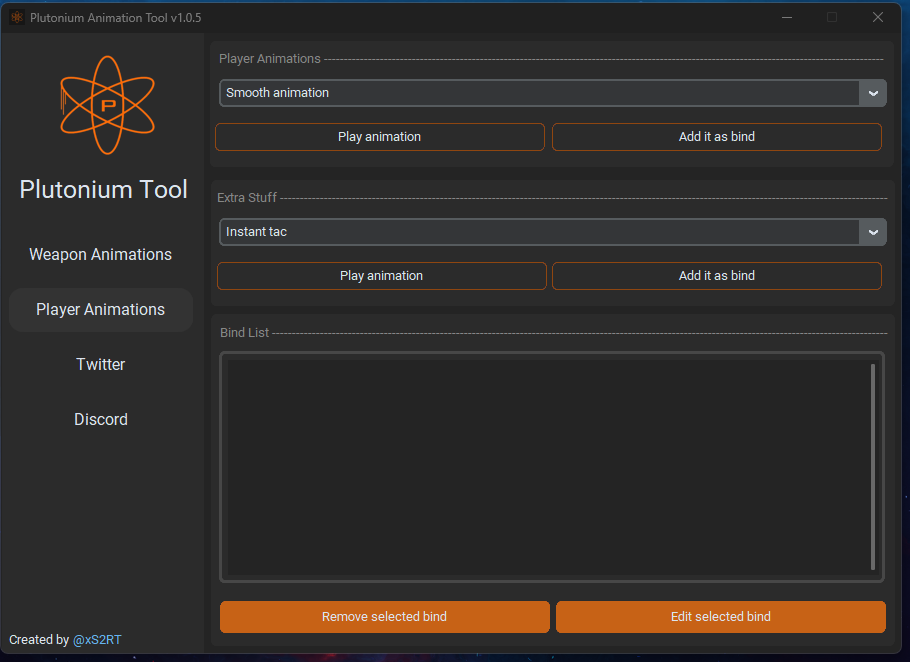 Plutonium Animation Tool v1.0.5
P
Plutonium Tool
Weapon Animations
Player Animations
Twitter
Discord
Created by @xS2RT
Player Animations
Smooth animation
Play animation
Add it as bind
Extra Stuff
Instant tac
Play animation
Add it as bind
Bind List
Remove selected bind
Edit selected bind